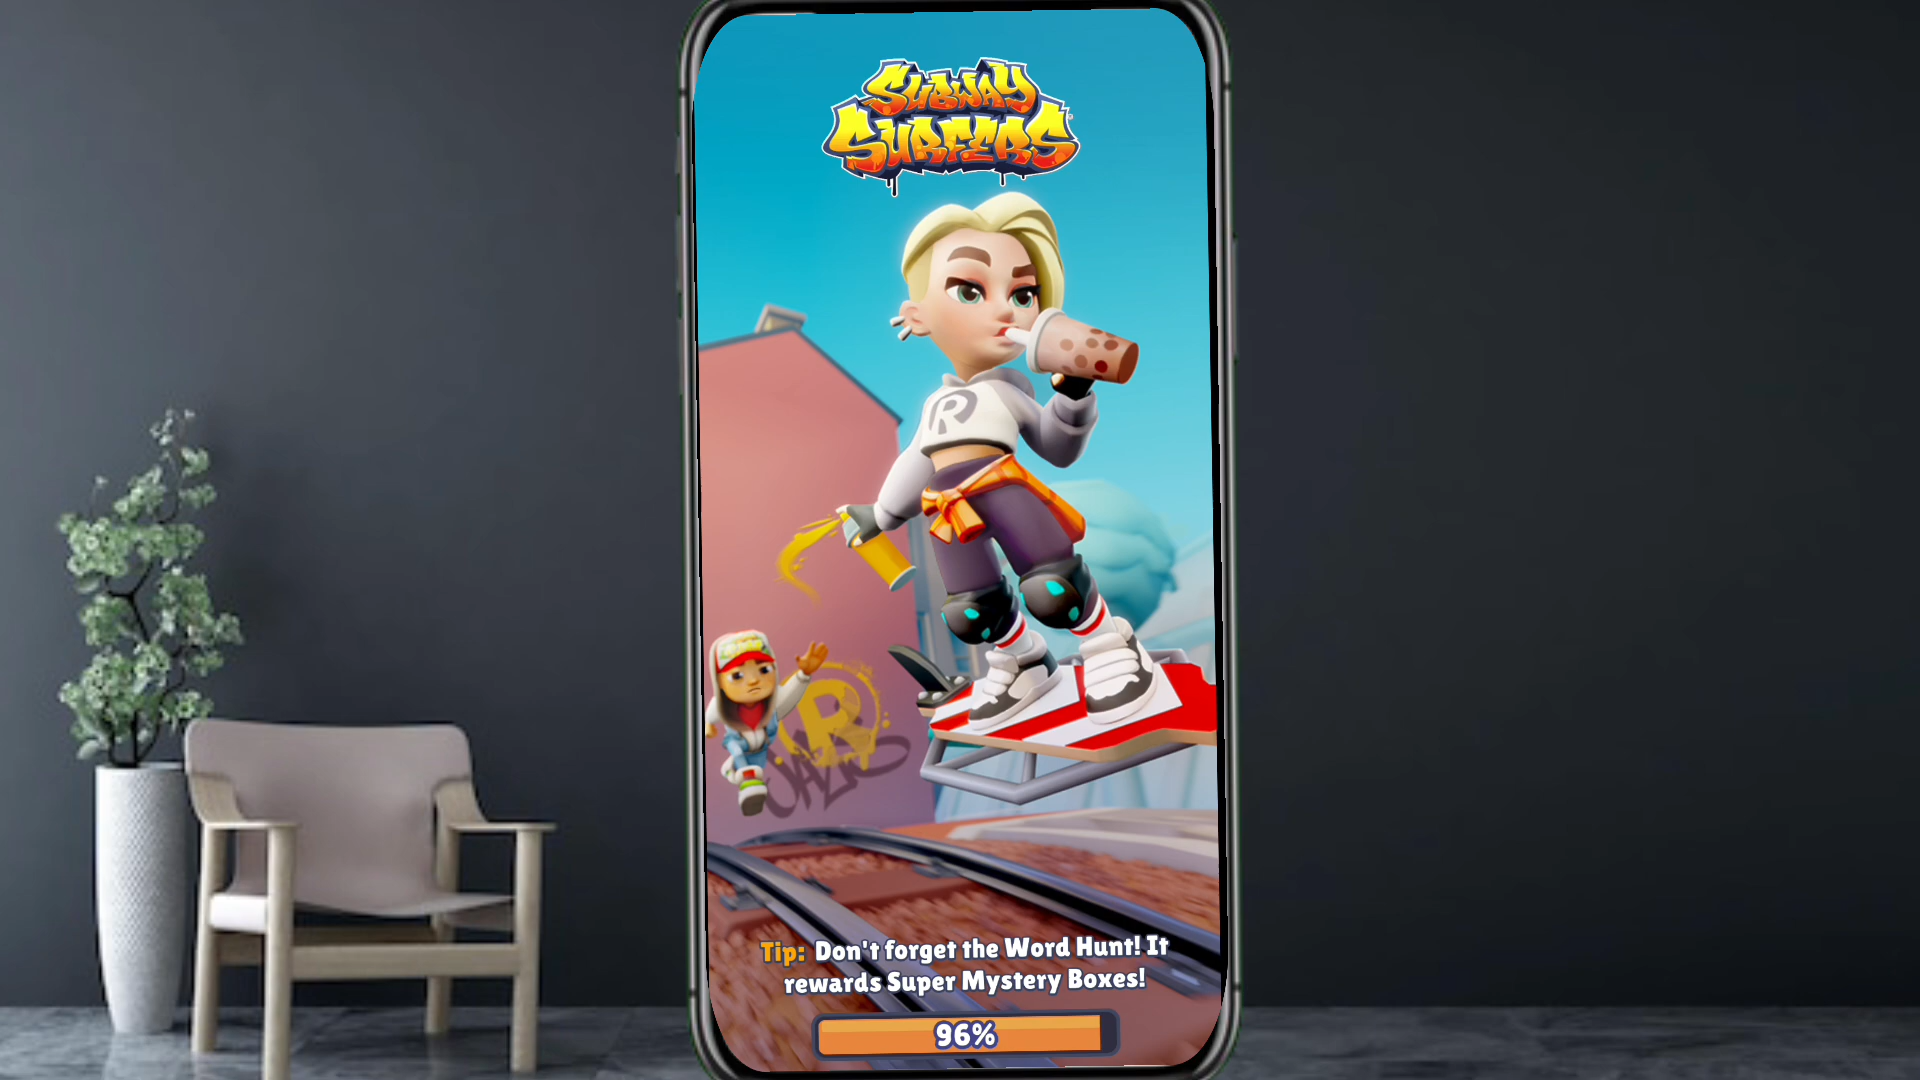 SUBWAY
SURFERS
R
R
Tip: Don't forget the Word Hunt! It
rewards Super Mystery Boxes!
96%